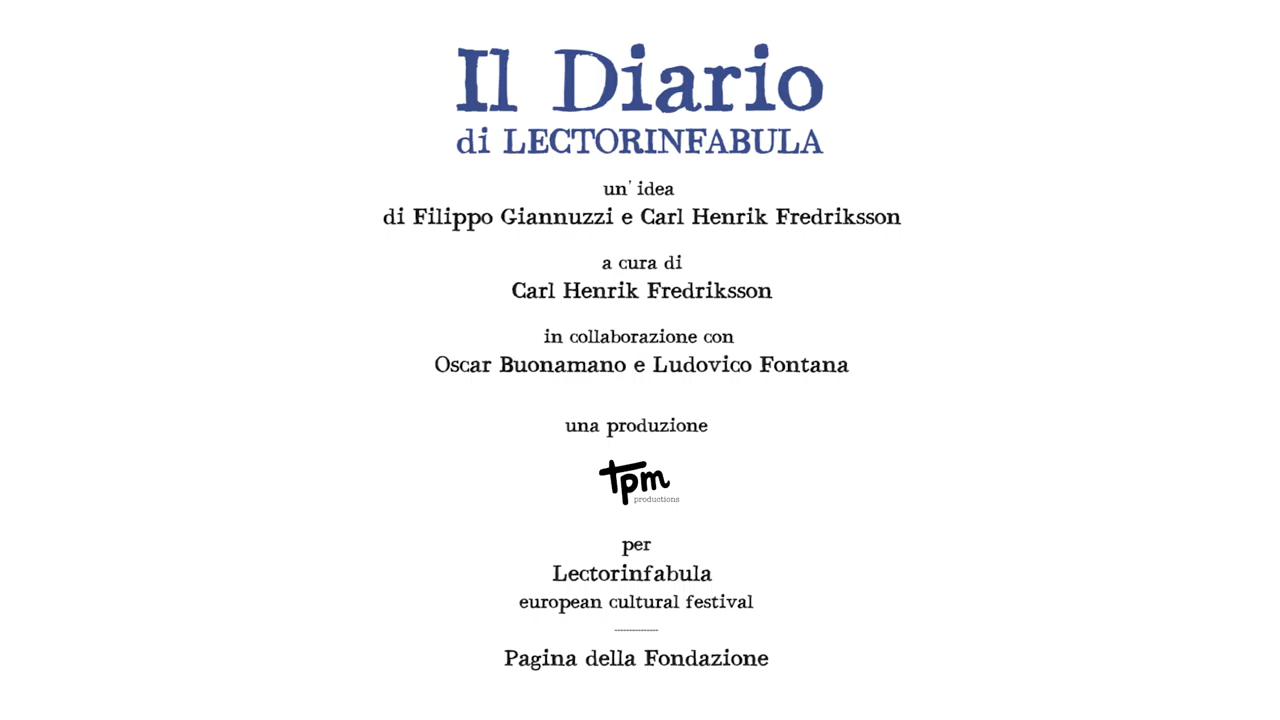 Il Diario
di LECTORINFABULA
un' idea
di Filippo Giannuzzi e Carl Henrik Fredriksson
a cura di
Carl Henrik Fredriksson
in collaborazione con
Oscar Buonamano e Ludovico Fontana
una produzione
tpm
productions
per
Lectorinfabula
european cultural festival
---------------
Pagina della Fondazione